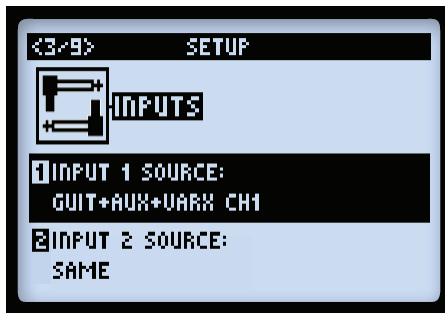 <3/9> SETUP
INPUTS
1 INPUT 1 SOURCE:
GUIT+AUX+VARX CH1
2 INPUT 2 SOURCE:
SAME